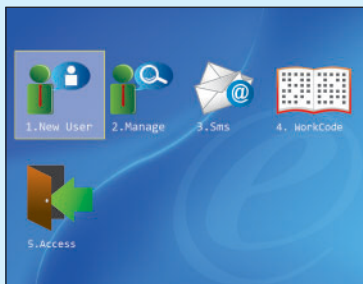 1.New User
2.Manage
3.Sms
4. WorkCode
5.Access